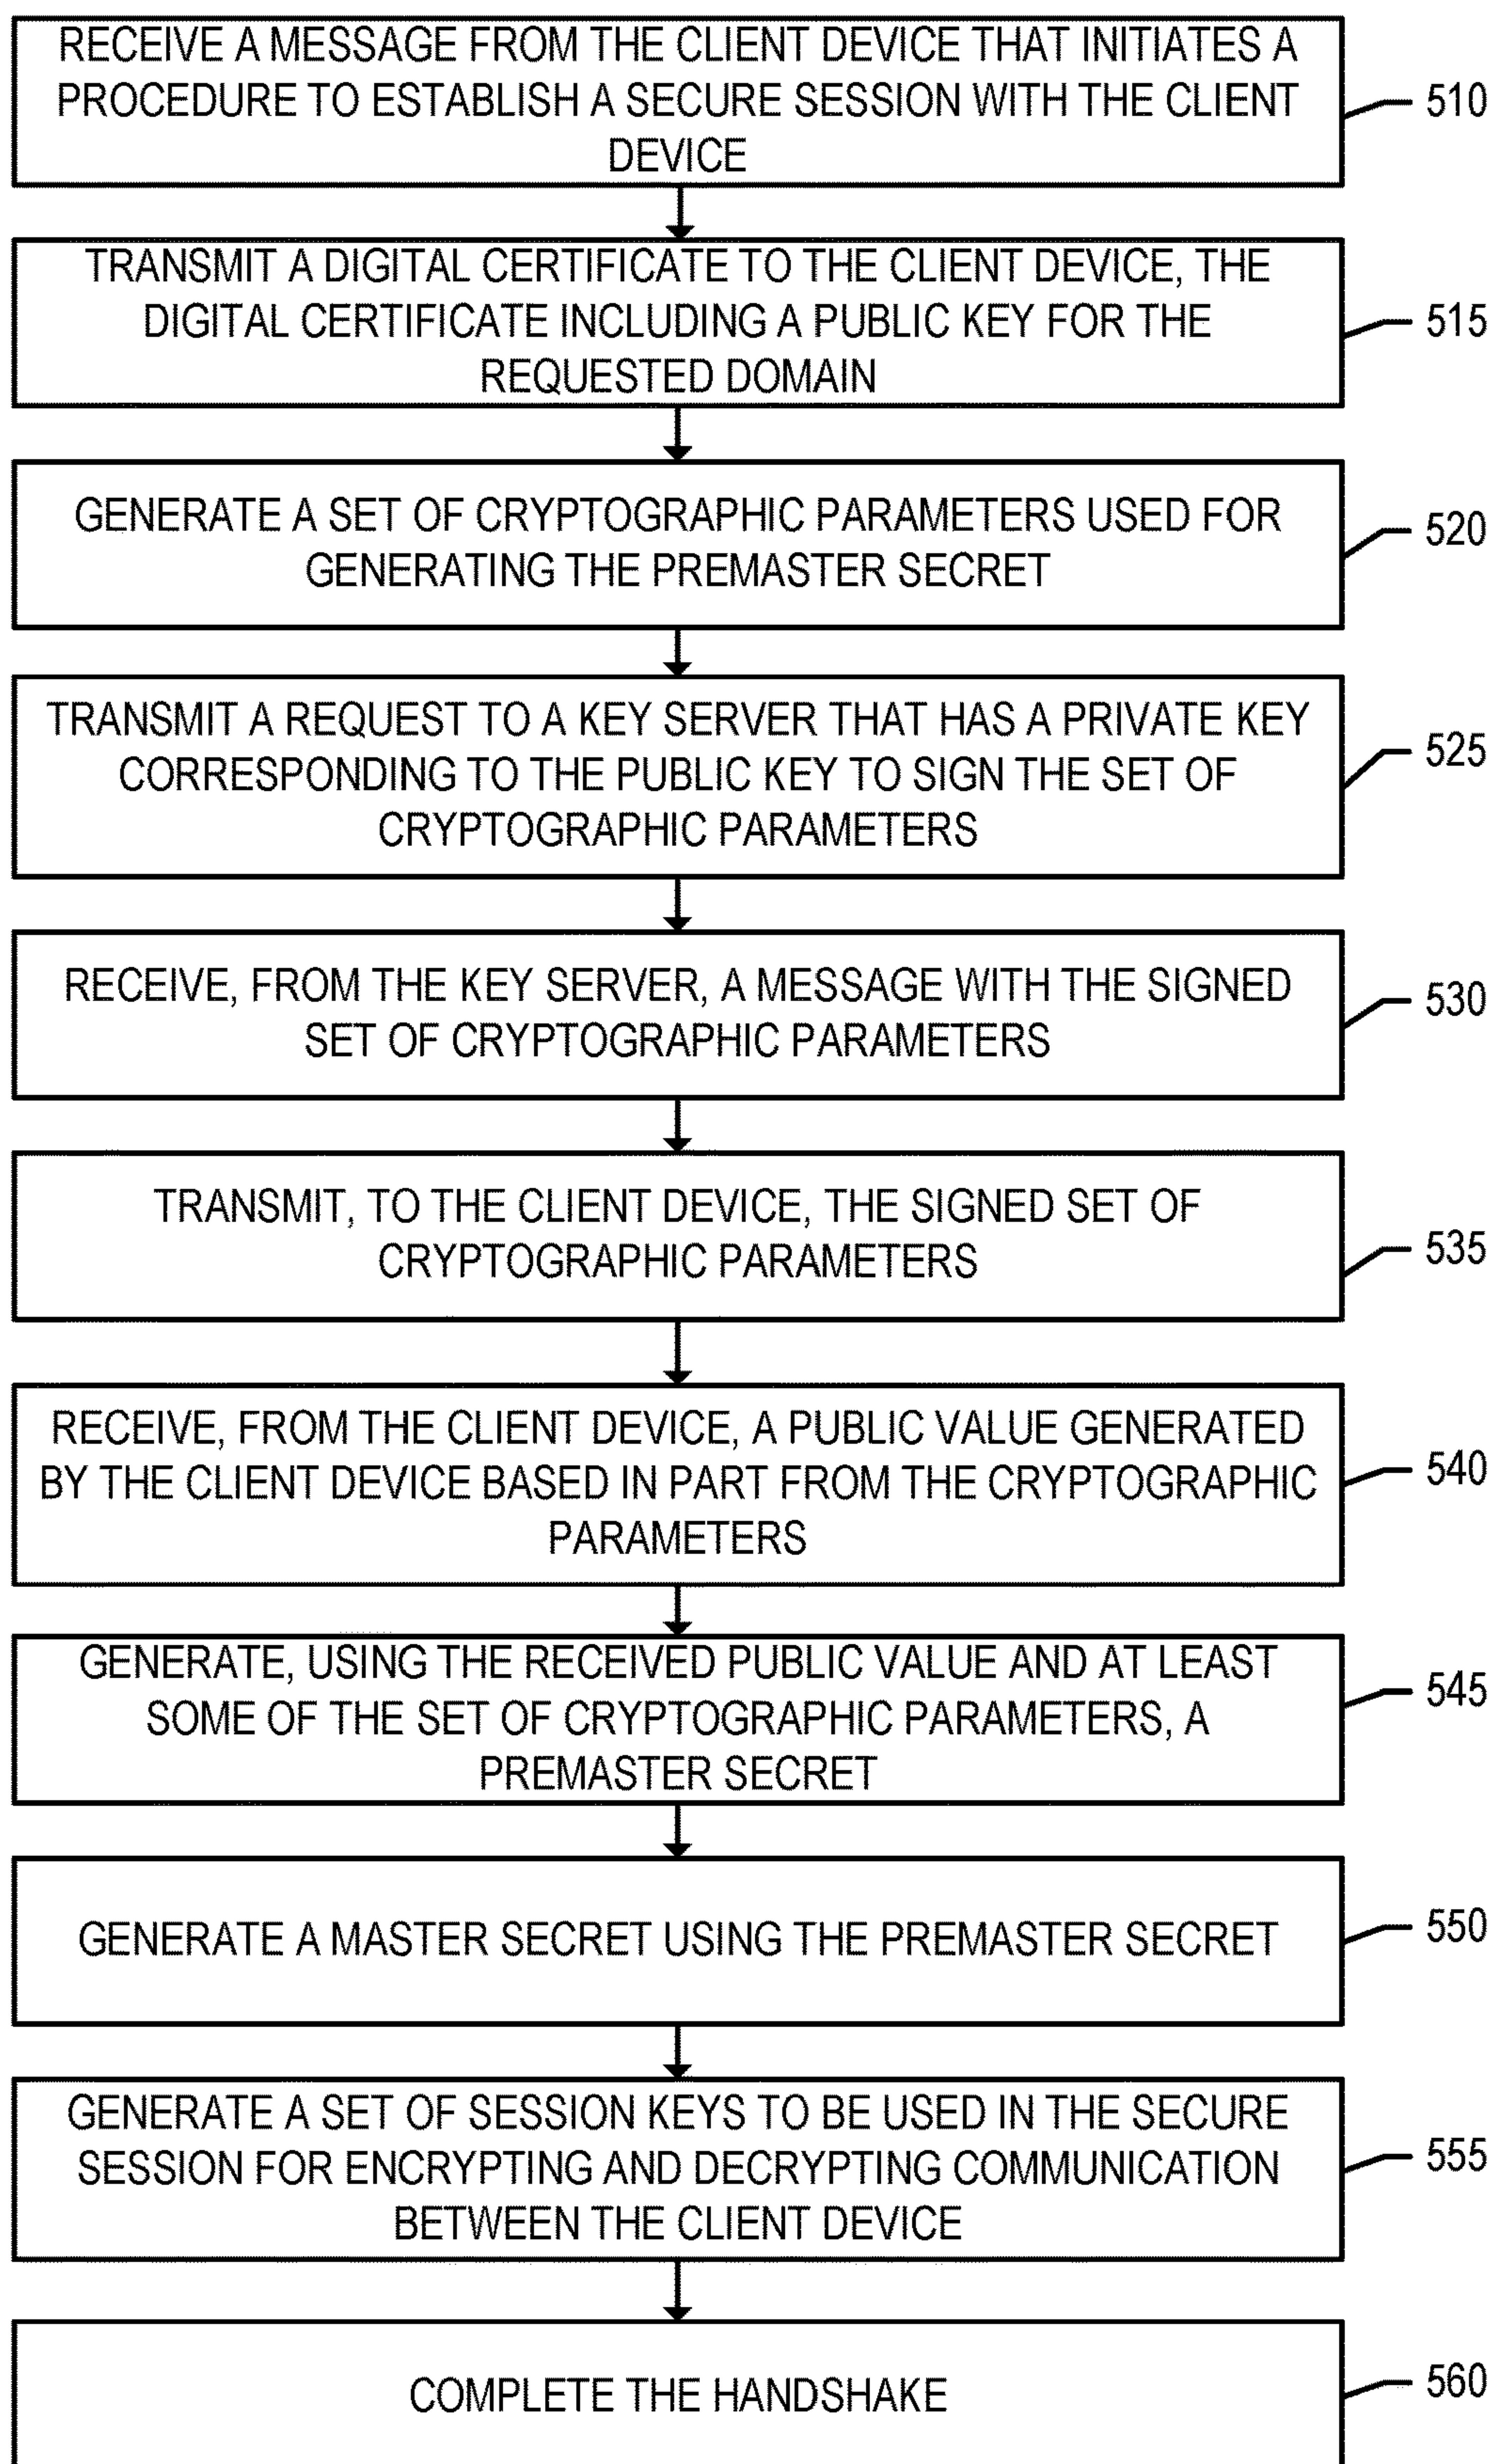 RECEIVE A MESSAGE FROM THE CLIENT DEVICE THAT INITIATES A
PROCEDURE TO ESTABLISH A SECURE SESSION WITH THE CLIENT
DEVICE
510
TRANSMIT A DIGITAL CERTIFICATE TO THE CLIENT DEVICE, THE
DIGITAL CERTIFICATE INCLUDING A PUBLIC KEY FOR THE
REQUESTED DOMAIN
515
GENERATE A SET OF CRYPTOGRAPHIC PARAMETERS USED FOR
GENERATING THE PREMASTER SECRET
520
TRANSMIT A REQUEST TO A KEY SERVER THAT HAS A PRIVATE KEY
CORRESPONDING TO THE PUBLIC KEY TO SIGN THE SET OF
CRYPTOGRAPHIC PARAMETERS
525
RECEIVE, FROM THE KEY SERVER, A MESSAGE WITH THE SIGNED
SET OF CRYPTOGRAPHIC PARAMETERS
530
TRANSMIT, TO THE CLIENT DEVICE, THE SIGNED SET OF
CRYPTOGRAPHIC PARAMETERS
535
RECEIVE, FROM THE CLIENT DEVICE, A PUBLIC VALUE GENERATED
BY THE CLIENT DEVICE BASED IN PART FROM THE CRYPTOGRAPHIC
PARAMETERS
540
GENERATE, USING THE RECEIVED PUBLIC VALUE AND AT LEAST
SOME OF THE SET OF CRYPTOGRAPHIC PARAMETERS, A
PREMASTER SECRET
545
GENERATE A MASTER SECRET USING THE PREMASTER SECRET
550
GENERATE A SET OF SESSION KEYS TO BE USED IN THE SECURE
SESSION FOR ENCRYPTING AND DECRYPTING COMMUNICATION
BETWEEN THE CLIENT DEVICE
555
COMPLETE THE HANDSHAKE
560